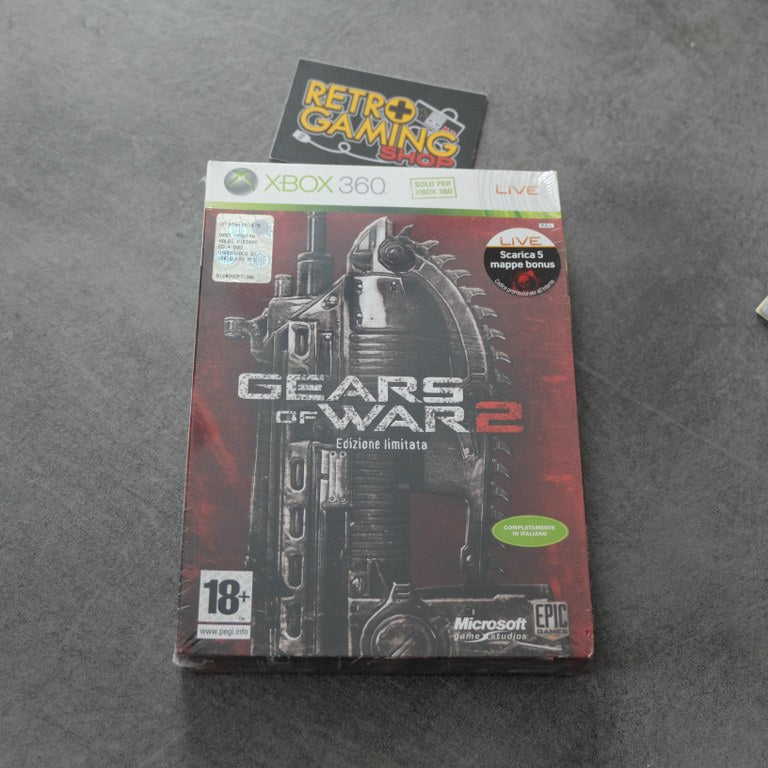 RETRO
GAMING
SHOP
XBOX 360
SOLO PER
XBOX 360
LIVE
PAL
LIVE
Scarica 5
mappe bonus
GEARS
OF WAR 2
Edizione limitata
COMPLETAMENTE
IN ITALIANO
18+
www.pegi.info
Microsoft
game studios
EPIC
GAMES